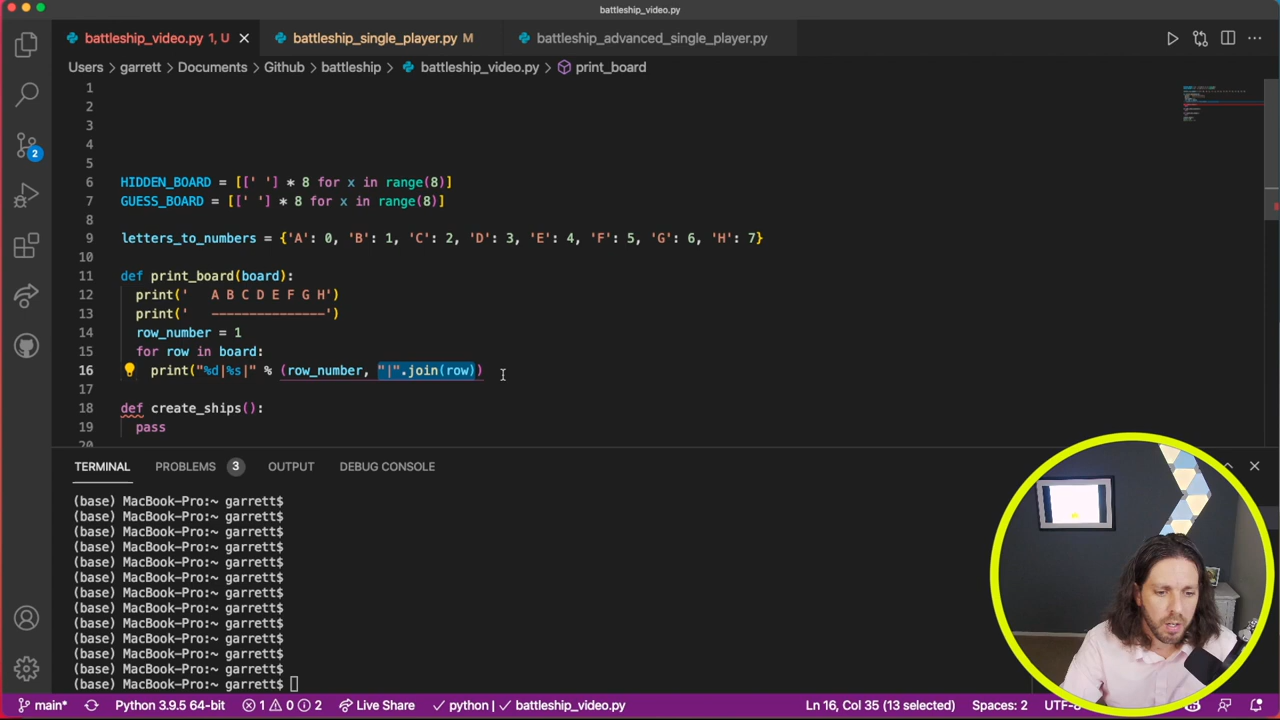 battleship_video.py
battleship_video.py 1, U
battleship_single_player.py M
battleship_advanced_single_player.py
Users > garrett > Documents > Github > battleship > battleship_video.py > print_board
1
2
3
4
5
6 HIDDEN_BOARD = [[' '] * 8 for x in range(8)]
7 GUESS_BOARD = [[' '] * 8 for x in range(8)]
8
9 letters_to_numbers = {'A': 0, 'B': 1, 'C': 2, 'D': 3, 'E': 4, 'F': 5, 'G': 6, 'H': 7}
10
11 def print_board(board):
12 print('   A B C D E F G H')
13 print('   ---------------')
14 row_number = 1
15 for row in board:
16 print("%d|%s|" % (row_number, "|".join(row))
17
18 def create_ships():
19 pass
20
2
TERMINAL PROBLEMS 3 OUTPUT DEBUG CONSOLE
(base) MacBook-Pro:~ garrett$
(base) MacBook-Pro:~ garrett$
(base) MacBook-Pro:~ garrett$
(base) MacBook-Pro:~ garrett$
(base) MacBook-Pro:~ garrett$
(base) MacBook-Pro:~ garrett$
(base) MacBook-Pro:~ garrett$
(base) MacBook-Pro:~ garrett$
(base) MacBook-Pro:~ garrett$
(base) MacBook-Pro:~ garrett$
(base) MacBook-Pro:~ garrett$
(base) MacBook-Pro:~ garrett$
(base) MacBook-Pro:~ garrett$
main* Python 3.9.5 64-bit 1 0 2 Live Share python | battleship_video.py Ln 16, Col 35 (13 selected) Spaces: 2 UTF-8